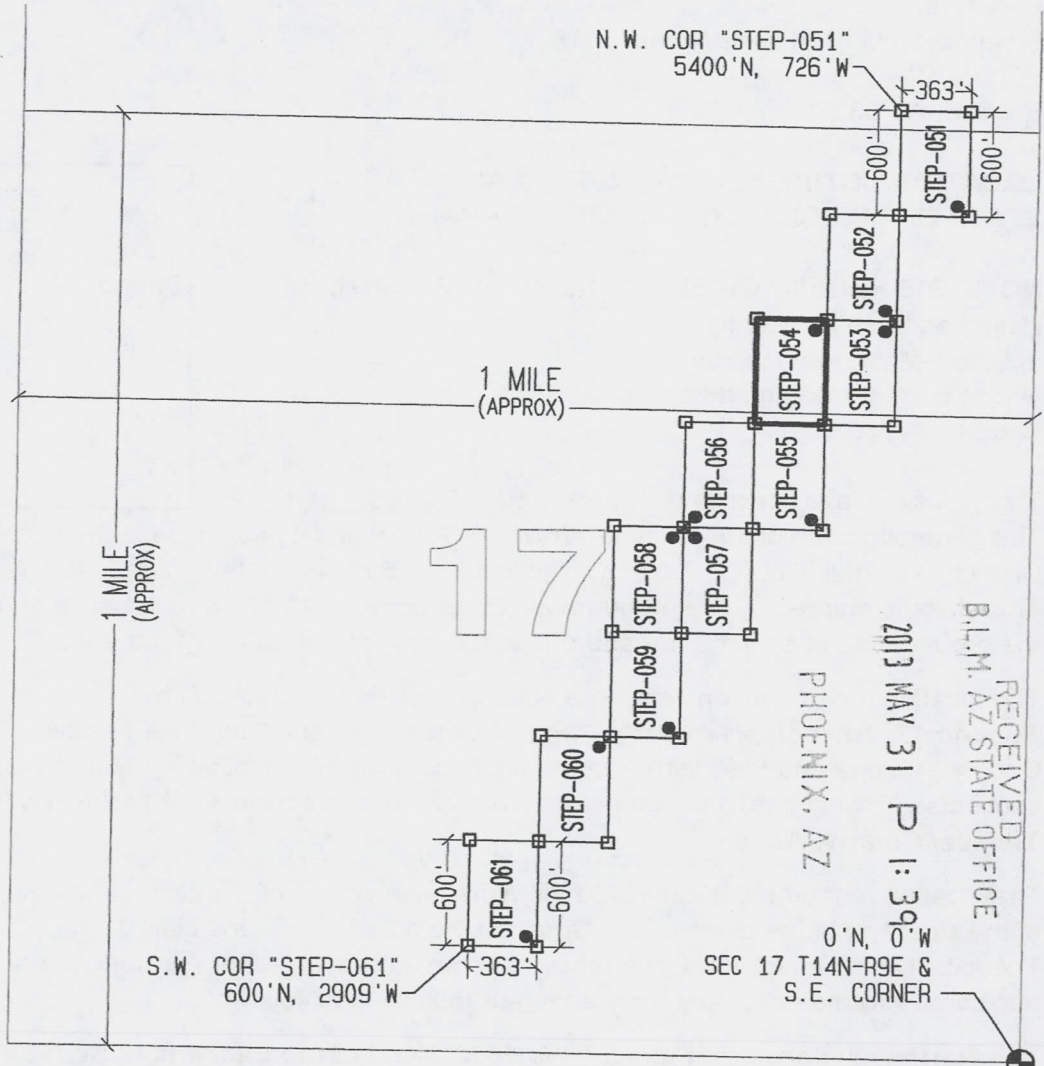 N.W. COR "STEP-051"
5400'N, 726'W
363'
600'
STEP-051
600'
STEP-052
STEP-054
STEP-053
1 MILE
(APPROX)
STEP-056
STEP-055
1 MILE
(APPROX)
17
STEP-058
STEP-057
STEP-059
STEP-060
600'
STEP-061
600'
363'
S.W. COR "STEP-061"
600'N, 2909'W
RECEIVED
B.L.M. AZ STATE OFFICE
2013 MAY 31 P 1:39
PHOENIX, AZ
0'N, 0'W
SEC 17 T14N-R9E &
S.E. CORNER